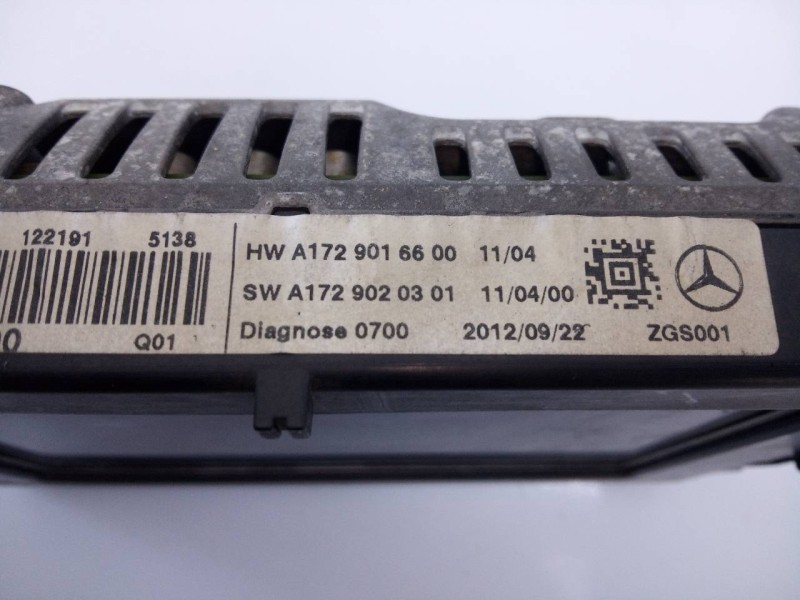 122191 5138
HW A172 901 66 00 11/04
SW A172 902 03 01 11/04/00
Q01
Diagnose 0700 2012/09/22 ZGS001